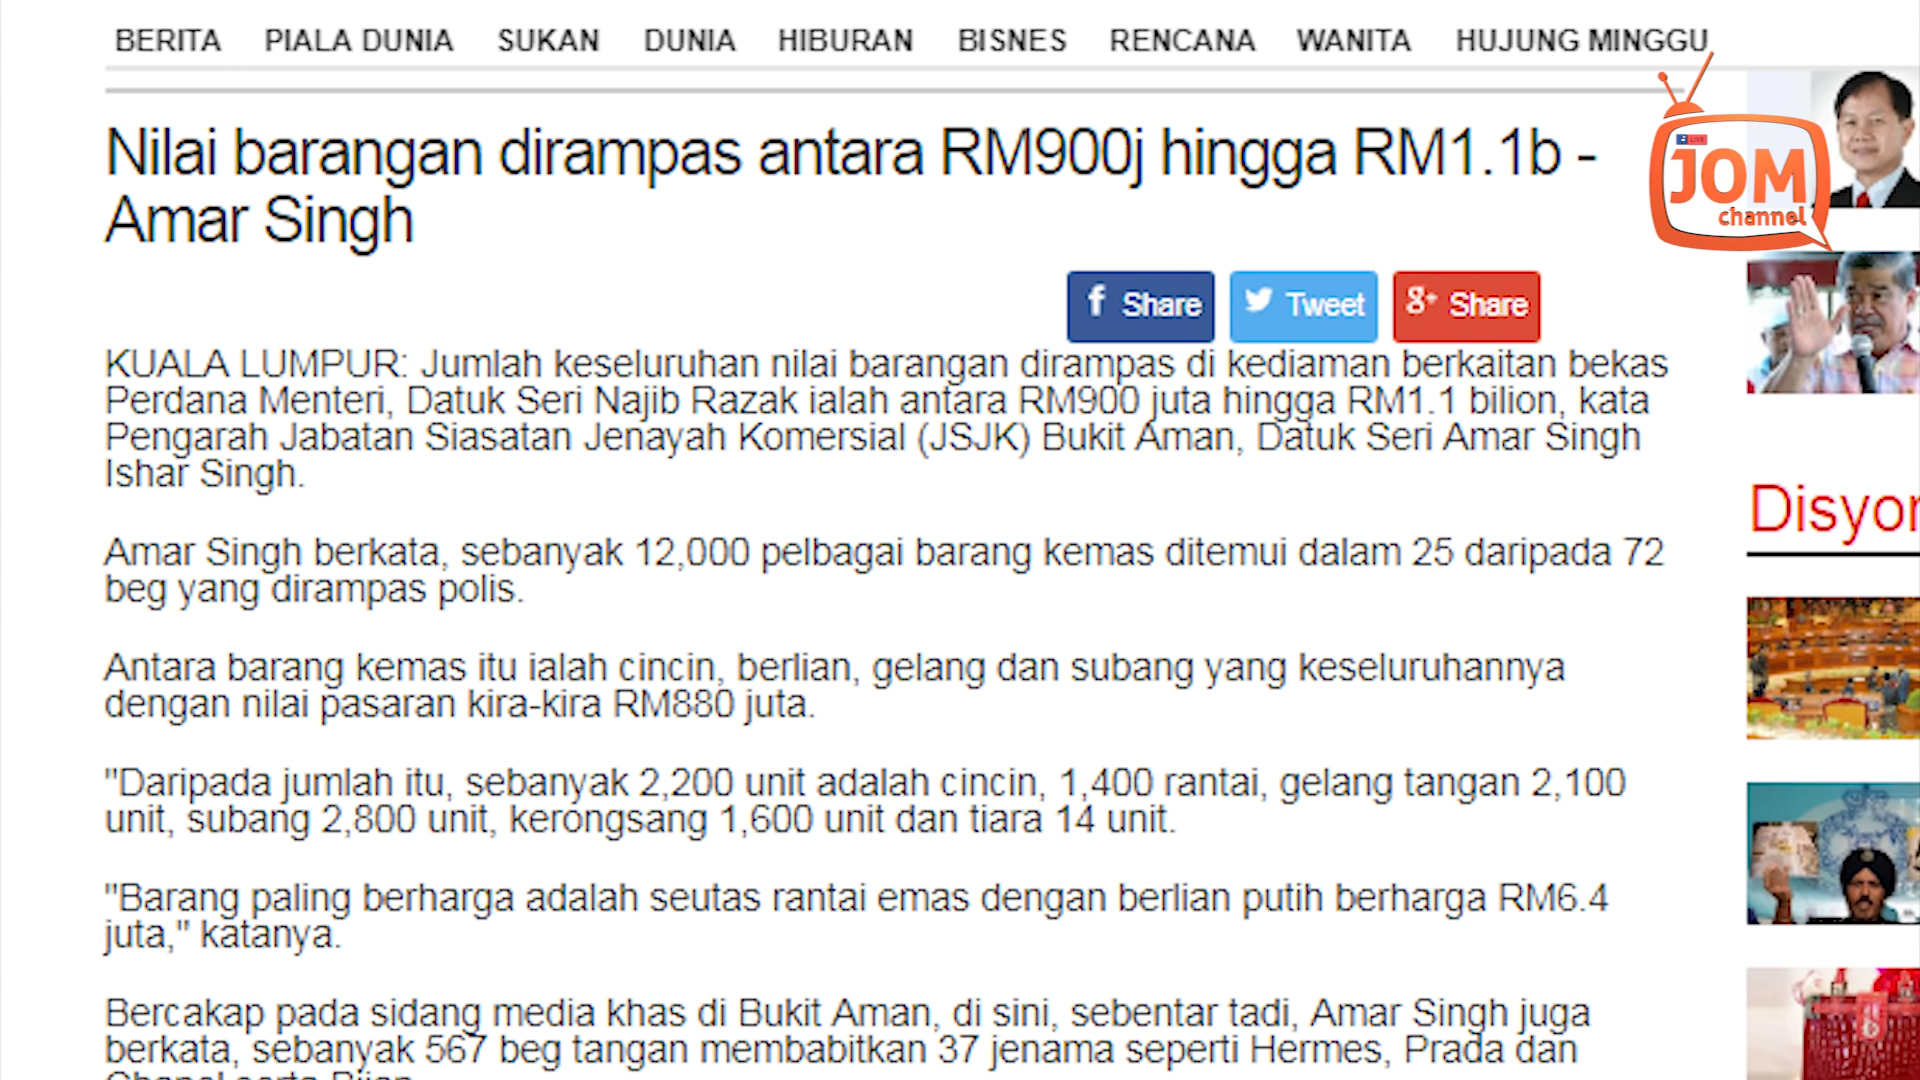 BERITA PIALA DUNIA SUKAN DUNIA HIBURAN BISNES RENCANA WANITA HUJUNG MINGGU
LIVE
JOM
channel
Nilai barangan dirampas antara RM900j hingga RM1.1b -
Amar Singh
f Share Tweet g+ Share
KUALA LUMPUR: Jumlah keseluruhan nilai barangan dirampas di kediaman berkaitan bekas
Perdana Menteri, Datuk Seri Najib Razak ialah antara RM900 juta hingga RM1.1 bilion, kata
Pengarah Jabatan Siasatan Jenayah Komersial (JSJK) Bukit Aman, Datuk Seri Amar Singh
Ishar Singh.
Amar Singh berkata, sebanyak 12,000 pelbagai barang kemas ditemui dalam 25 daripada 72
beg yang dirampas polis.
Antara barang kemas itu ialah cincin, berlian, gelang dan subang yang keseluruhannya
dengan nilai pasaran kira-kira RM880 juta.
"Daripada jumlah itu, sebanyak 2,200 unit adalah cincin, 1,400 rantai, gelang tangan 2,100
unit, subang 2,800 unit, kerongsang 1,600 unit dan tiara 14 unit.
"Barang paling berharga adalah seutas rantai emas dengan berlian putih berharga RM6.4
juta," katanya.
Bercakap pada sidang media khas di Bukit Aman, di sini, sebentar tadi, Amar Singh juga
berkata, sebanyak 567 beg tangan membabitkan 37 jenama seperti Hermes, Prada dan
Disyor